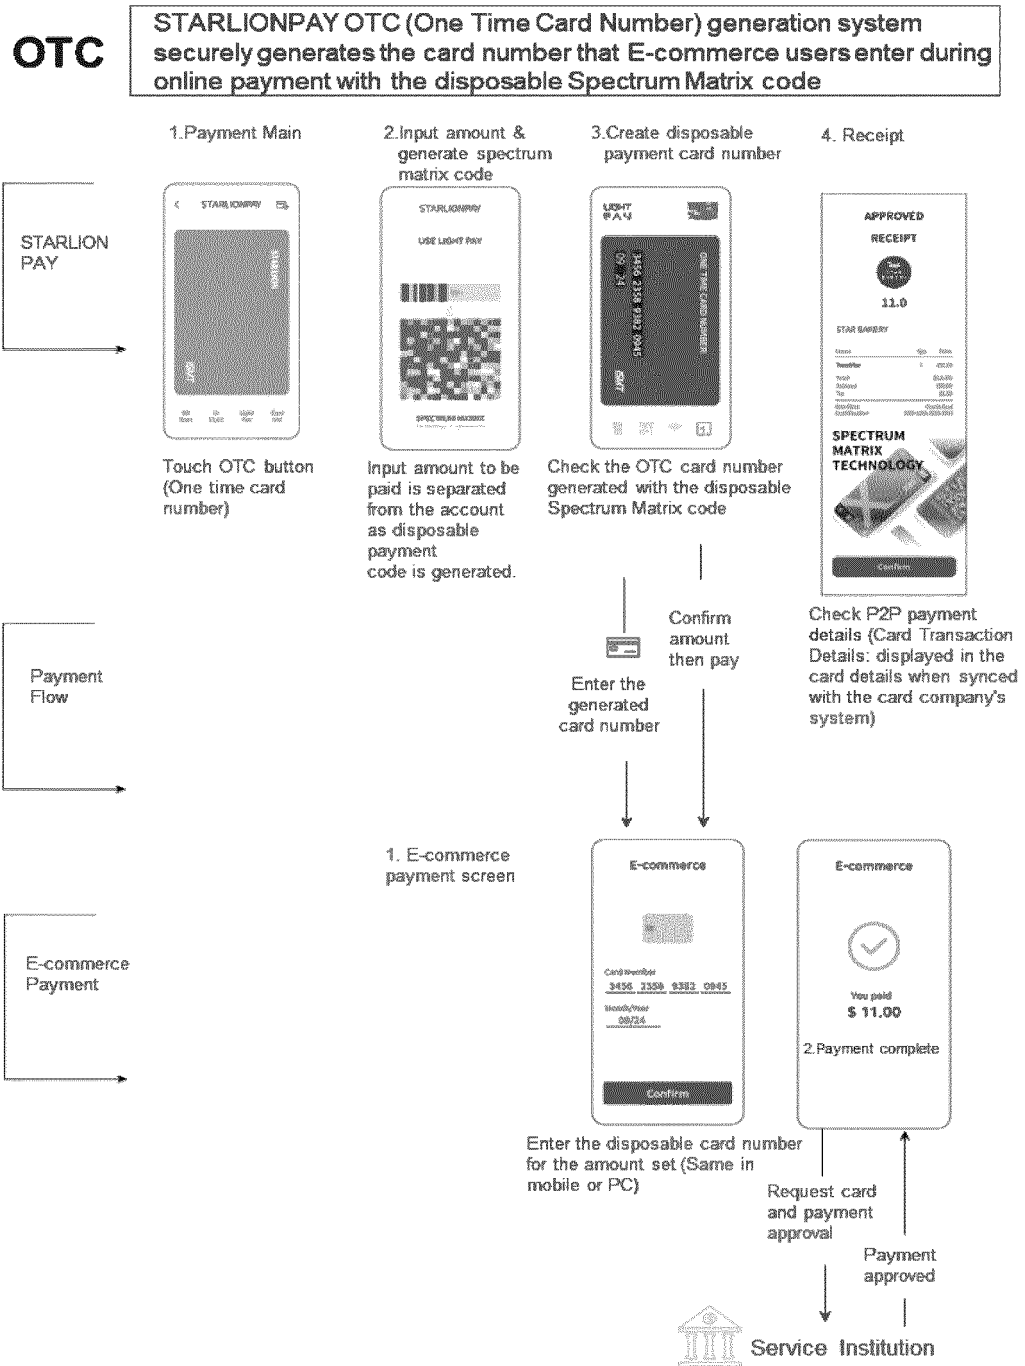 OTC
STARLIONPAY OTC (One Time Card Number) generation system
securely generates the card number that E-commerce users enter during
online payment with the disposable Spectrum Matrix code
1.Payment Main
2.Input amount &
generate spectrum
matrix code
3.Create disposable
payment card number
4. Receipt
STARLION
PAY
STARLIONPAY
STARLIONPAY
USE LIGHT PAY
SPECTRUM MATRIX
LIGHT
PAY
ONE TIME CARD NUMBER
3456 2358 9382 0945
09/24
APPROVED
RECEIPT
11.0
STAR BAKERY
SPECTRUM
MATRIX
TECHNOLOGY
Confirm
Touch OTC button
(One time card
number)
Input amount to be
paid is separated
from the account
as disposable
payment
code is generated.
Check the OTC card number
generated with the disposable
Spectrum Matrix code
Check P2P payment
details (Card Transaction
Details: displayed in the
card details when synced
with the card company's
system)
Payment
Flow
Confirm
amount
then pay
Enter the
generated
card number
1. E-commerce
payment screen
E-commerce
Payment
E-commerce
Card Number
3456 2358 9382 0945
Month/Year
09/24
Confirm
E-commerce
You paid
$ 11.00
2.Payment complete
Enter the disposable card number
for the amount set (Same in
mobile or PC)
Request card
and payment
approval
Payment
approved
Service Institution